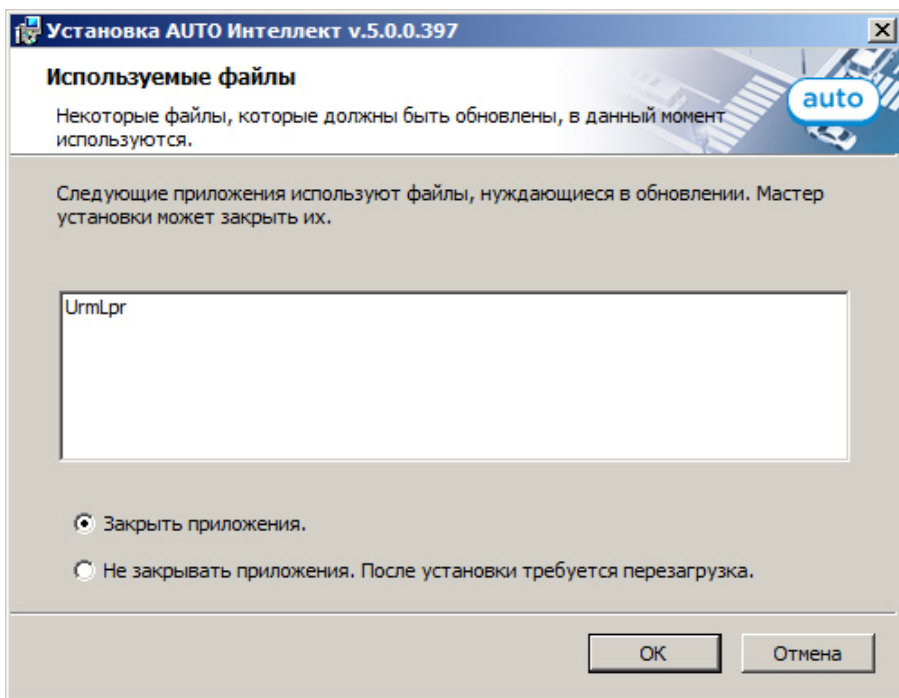 Установка AUTO Интеллект v.5.0.0.397
Используемые файлы
Некоторые файлы, которые должны быть обновлены, в данный момент
используются.
auto
Следующие приложения используют файлы, нуждающиеся в обновлении. Мастер
установки может закрыть их.
UrmLpr
Закрыть приложения.
Не закрывать приложения. После установки требуется перезагрузка.
ОК
Отмена